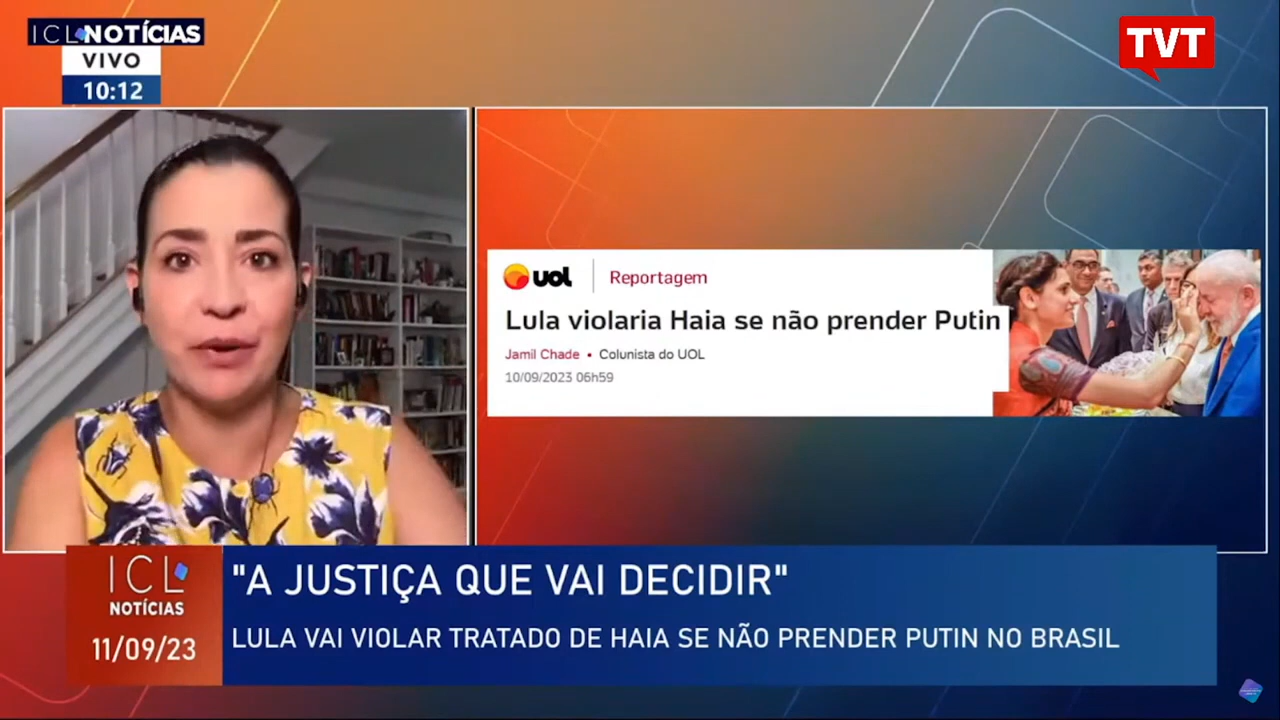 ICL NOTÍCIAS
VIVO
10:12
TVT
uol
Reportagem
Lula violaria Haia se não prender Putin
Jamil Chade • Colunista do UOL
10/09/2023 06h59
ICL
NOTÍCIAS
11/09/23
"A JUSTIÇA QUE VAI DECIDIR"
LULA VAI VIOLAR TRATADO DE HAIA SE NÃO PRENDER PUTIN NO BRASIL